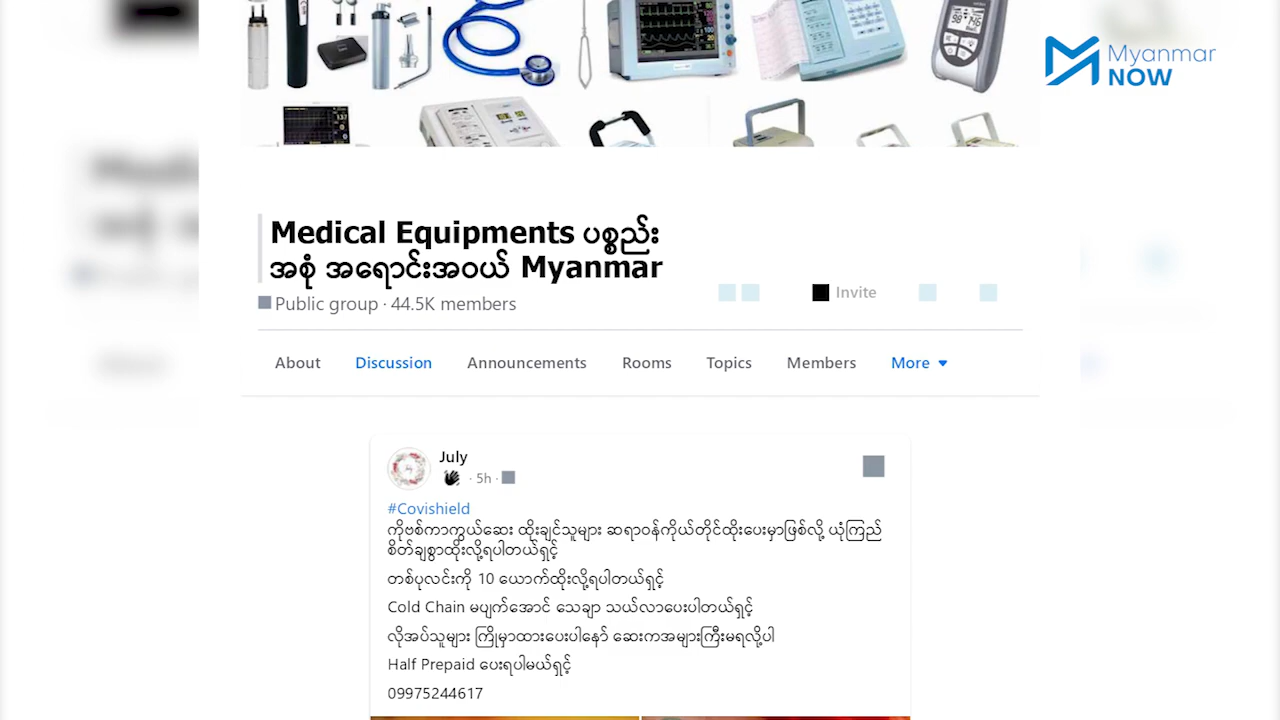 Myanmar
NOW
Medical Equipments ပစ္စည်း
အစုံ အရောင်းအဝယ် Myanmar
Public group · 44.5K members
Invite
About Discussion Announcements Rooms Topics Members More
July
· 5h ·
#Covishield
ကိုဗစ်ကာကွယ်ဆေး ထိုးချင်သူများ ဆရာဝန်ကိုယ်တိုင်ထိုးပေးမှာဖြစ်လို့ ယုံကြည်
စိတ်ချစွာထိုးလို့ရပါတယ်ရှင့်
တစ်ပုလင်းကို 10 ယောက်ထိုးလို့ရပါတယ်ရှင့်
Cold Chain မပျက်အောင် သေချာ သယ်လာပေးပါတယ်ရှင့်
လိုအပ်သူများ ကြိုမှာထားပေးပါနော် ဆေးကအများကြီးမရလို့ပါ
Half Prepaid ပေးရပါမယ်ရှင့်
09975244617